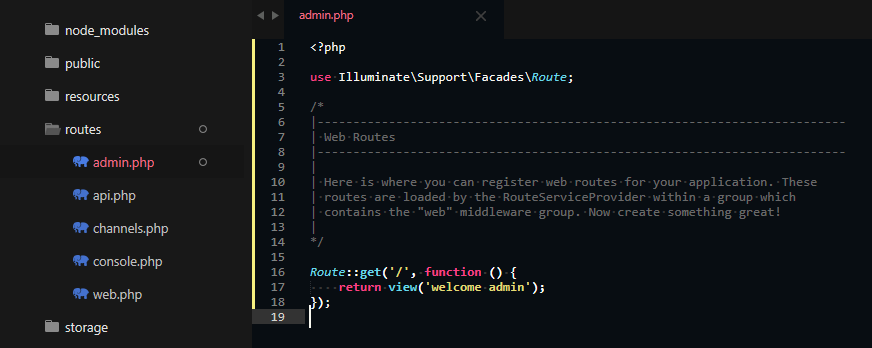 node_modules
public
resources
routes
admin.php
api.php
channels.php
console.php
web.php
storage
admin.php
1 <?php
2
3 use Illuminate\Support\Facades\Route;
4
5 /*
6 |--------------------------------------------------------------------------
7 | Web Routes
8 |--------------------------------------------------------------------------
9 |
10 | Here is where you can register web routes for your application. These
11 | routes are loaded by the RouteServiceProvider within a group which
12 | contains the "web" middleware group. Now create something great!
13 |
14 */
15
16 Route::get('/', function () {
17     return view('welcome admin');
18 });
19